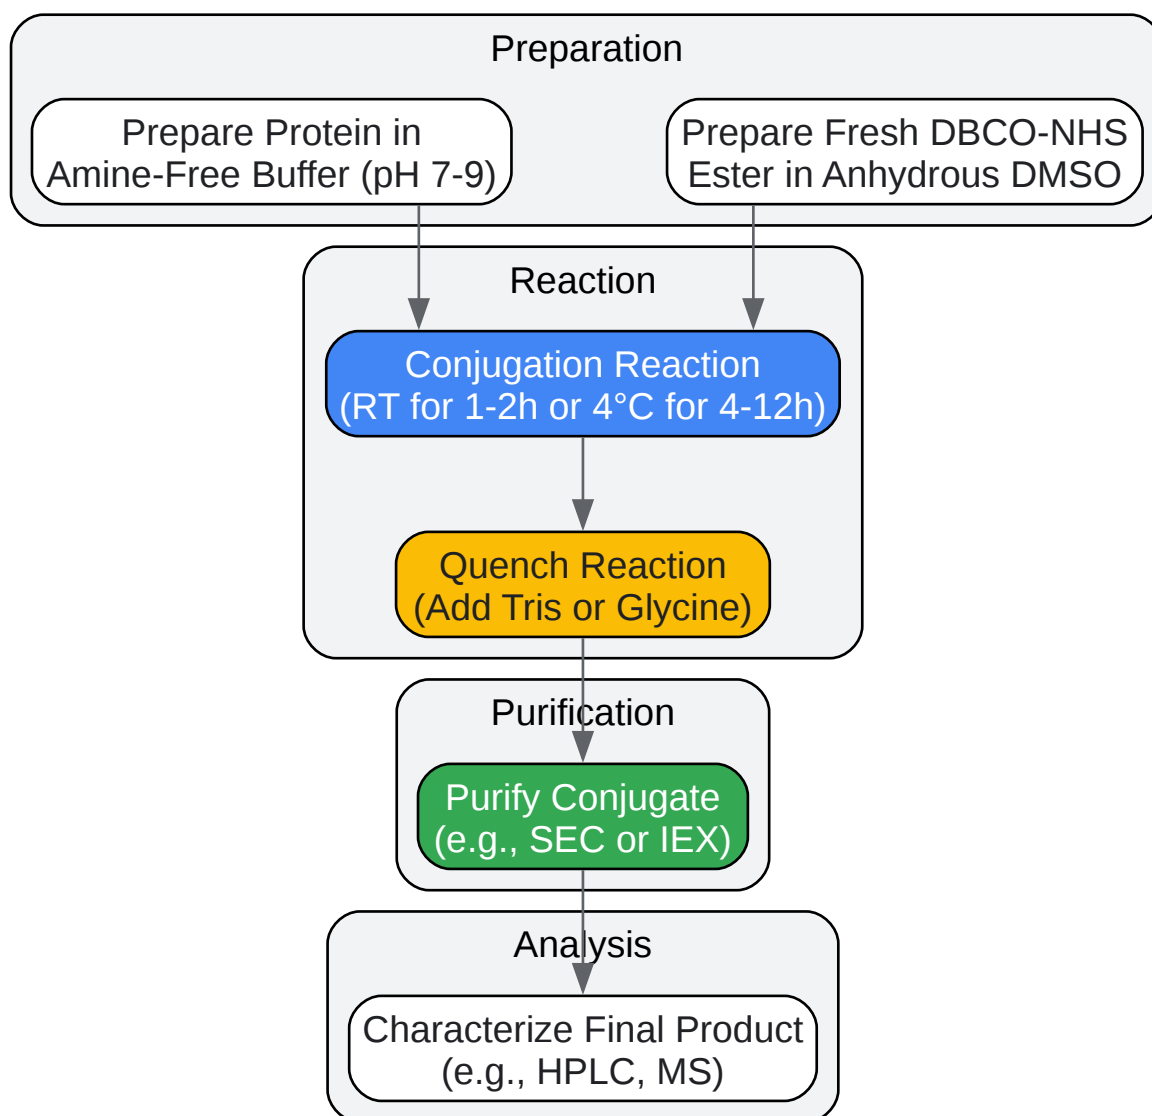 Preparation
Prepare Protein in
Amine-Free Buffer (pH 7-9)
Prepare Fresh DBCO-NHS
Ester in Anhydrous DMSO
Reaction
Conjugation Reaction
(RT for 1-2h or 4°C for 4-12h)
Quench Reaction
(Add Tris or Glycine)
Purification
Purify Conjugate
(e.g., SEC or IEX)
Analysis
Characterize Final Product
(e.g., HPLC, MS)